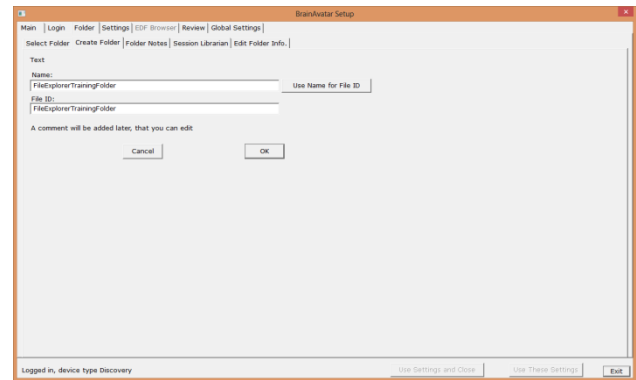 BrainAvatar Setup
Main Login Folder Settings EDF Browser Review Global Settings
Select Folder Create Folder Folder Notes Session Librarian Edit Folder Info.
Text
Name:
FileExplorerTrainingFolder Use Name for File ID
File ID:
FileExplorerTrainingFolder
A comment will be added later, that you can edit
Cancel OK
Logged in, device type Discovery Use Settings and Close Use These Settings Exit